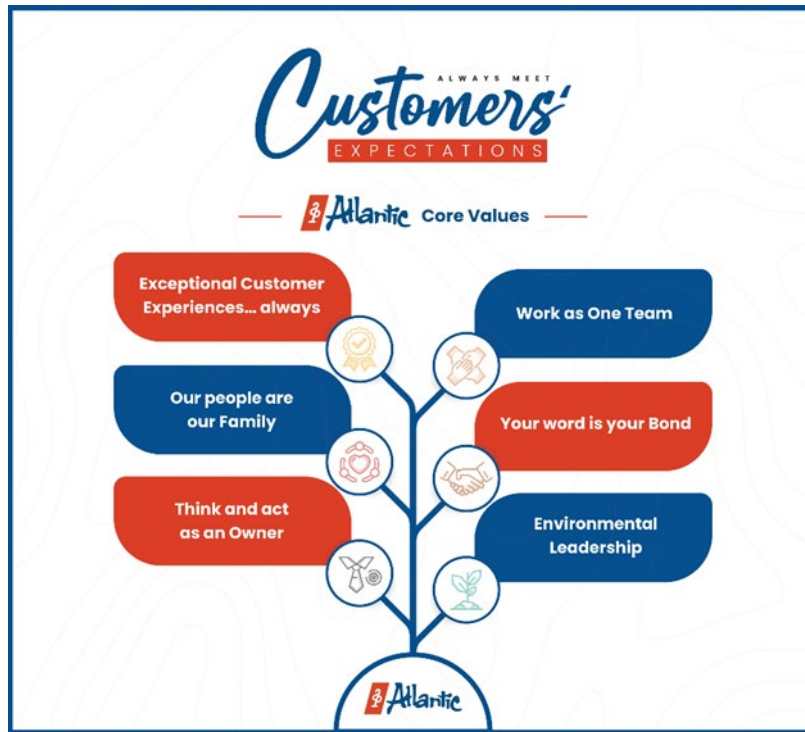 ALWAYS MEET
Customers'
EXPECTATIONS
Atlantic Core Values
Exceptional Customer
Experiences... always
Work as One Team
Our people are
our Family
Your word is your Bond
Think and act
as an Owner
Environmental
Leadership
Atlantic